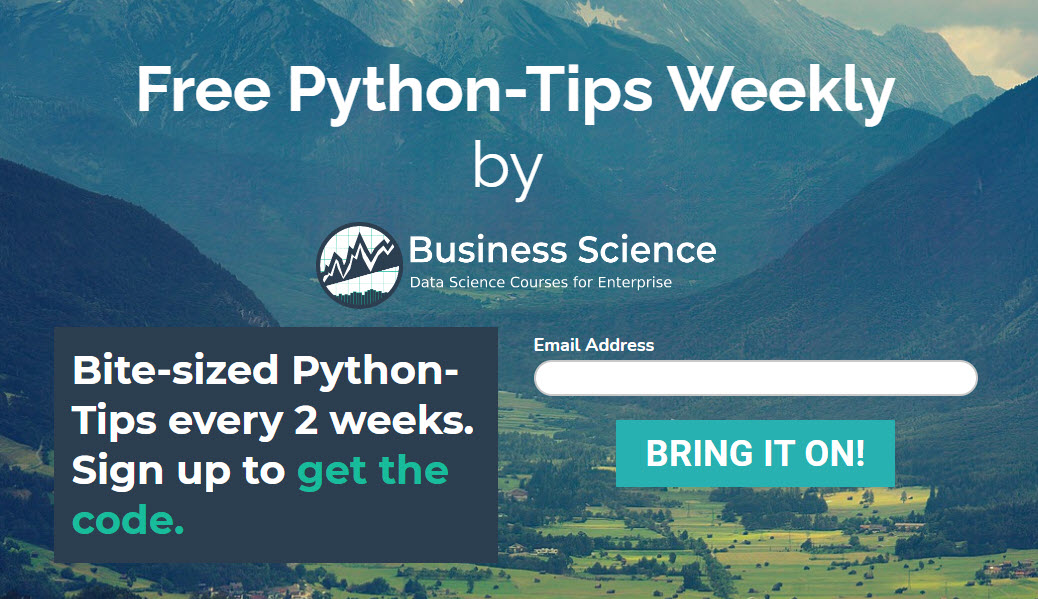 Free Python-Tips Weekly
by
Business Science
Data Science Courses for Enterprise
Bite-sized Python-
Tips every 2 weeks.
Sign up to get the
code.
Email Address
BRING IT ON!